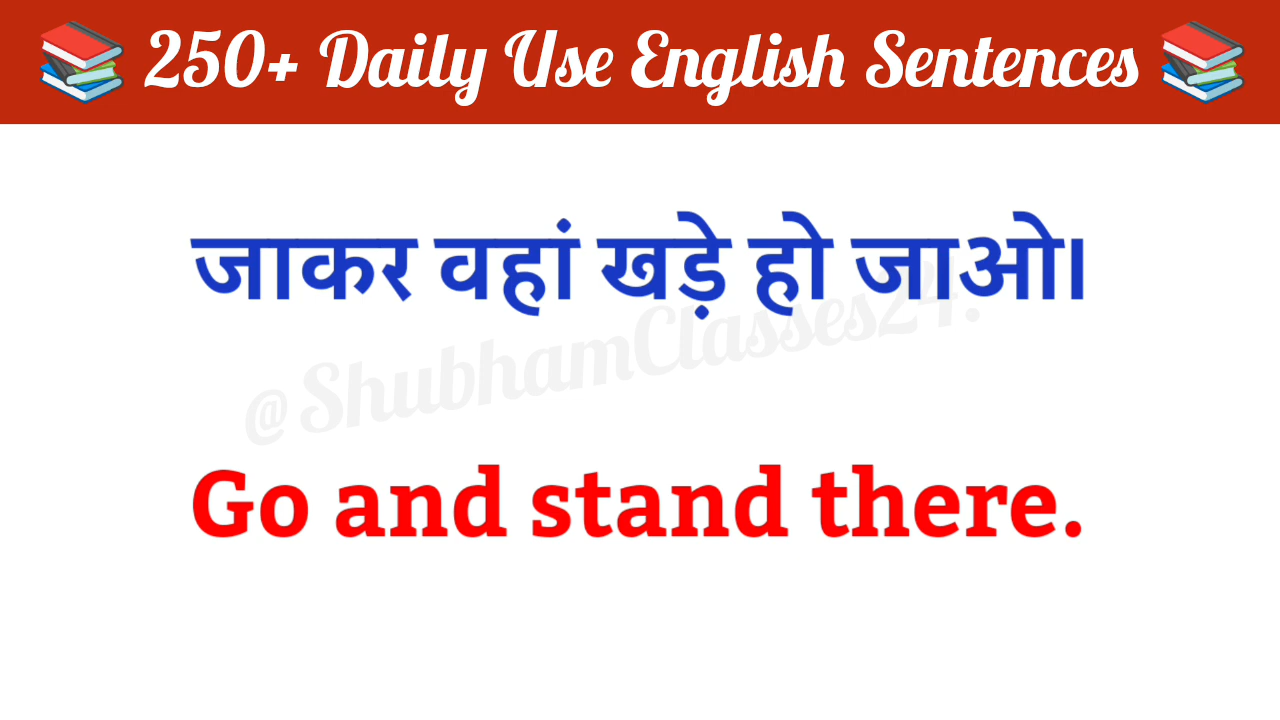 📚 250+ Daily Use English Sentences 📚
जाकर वहां खड़े हो जाओ।
@ShubhamClasses24.
Go and stand there.